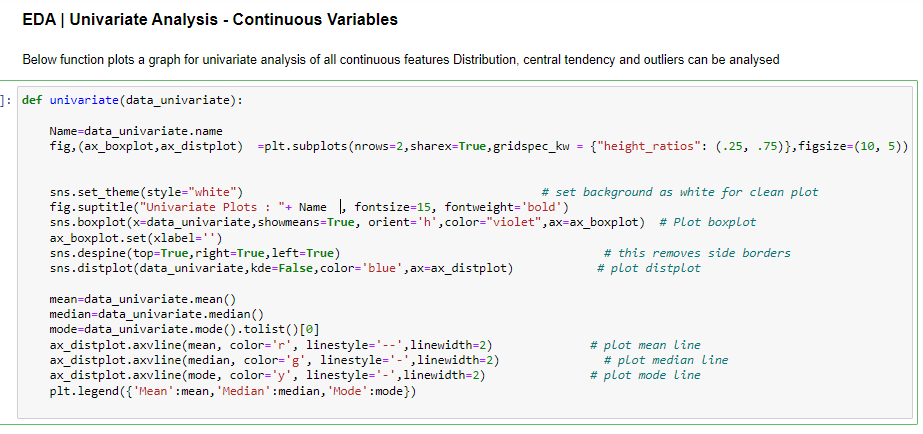 EDA | Univariate Analysis - Continuous Variables
Below function plots a graph for univariate analysis of all continuous features Distribution, central tendency and outliers can be analysed
]: def univariate(data_univariate):
Name=data_univariate.name
fig,(ax_boxplot,ax_distplot)  =plt.subplots(nrows=2,sharex=True,gridspec_kw = {"height_ratios": (.25, .75)},figsize=(10, 5))
sns.set_theme(style="white")                                        # set background as white for clean plot
fig.suptitle("Univariate Plots : "+ Name  , fontsize=15, fontweight='bold')
sns.boxplot(x=data_univariate,showmeans=True, orient='h',color="violet",ax=ax_boxplot)  # Plot boxplot
ax_boxplot.set(xlabel='')
sns.despine(top=True,right=True,left=True)                                      # this removes side borders
sns.distplot(data_univariate,kde=False,color='blue',ax=ax_distplot)            # plot distplot
mean=data_univariate.mean()
median=data_univariate.median()
mode=data_univariate.mode().tolist()[0]
ax_distplot.axvline(mean, color='r', linestyle='--',linewidth=2)              # plot mean line
ax_distplot.axvline(median, color='g', linestyle='-',linewidth=2)               # plot median line
ax_distplot.axvline(mode, color='y', linestyle='-',linewidth=2)               # plot mode line
plt.legend({'Mean':mean,'Median':median,'Mode':mode})